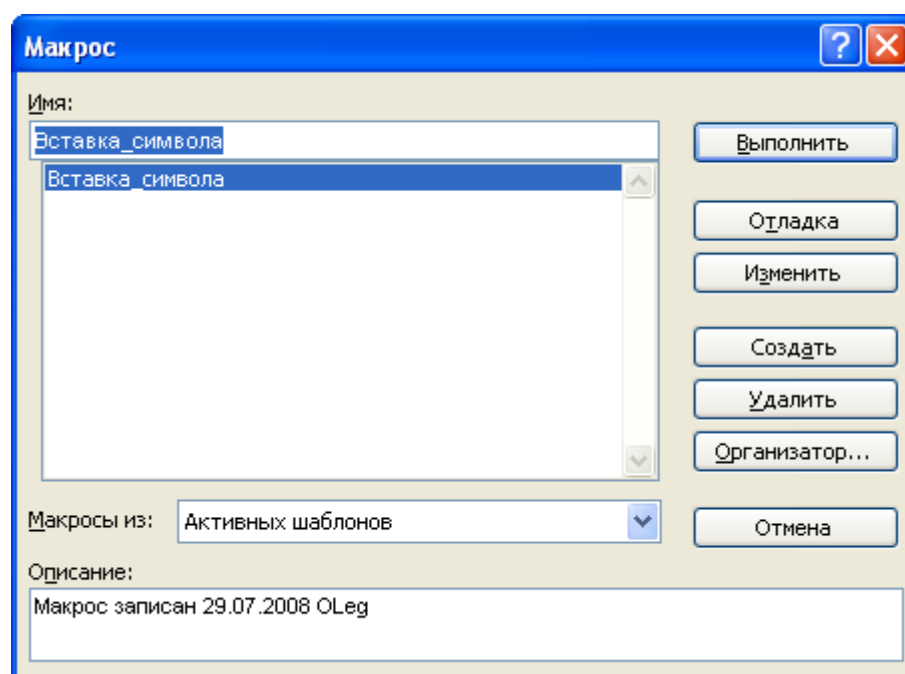 Макрос
Имя:
Вставка_символа
Вставка_символа
Выполнить
Отладка
Изменить
Создать
Удалить
Организатор...
Макросы из:
Активных шаблонов
Отмена
Описание:
Макрос записан 29.07.2008 OLeg